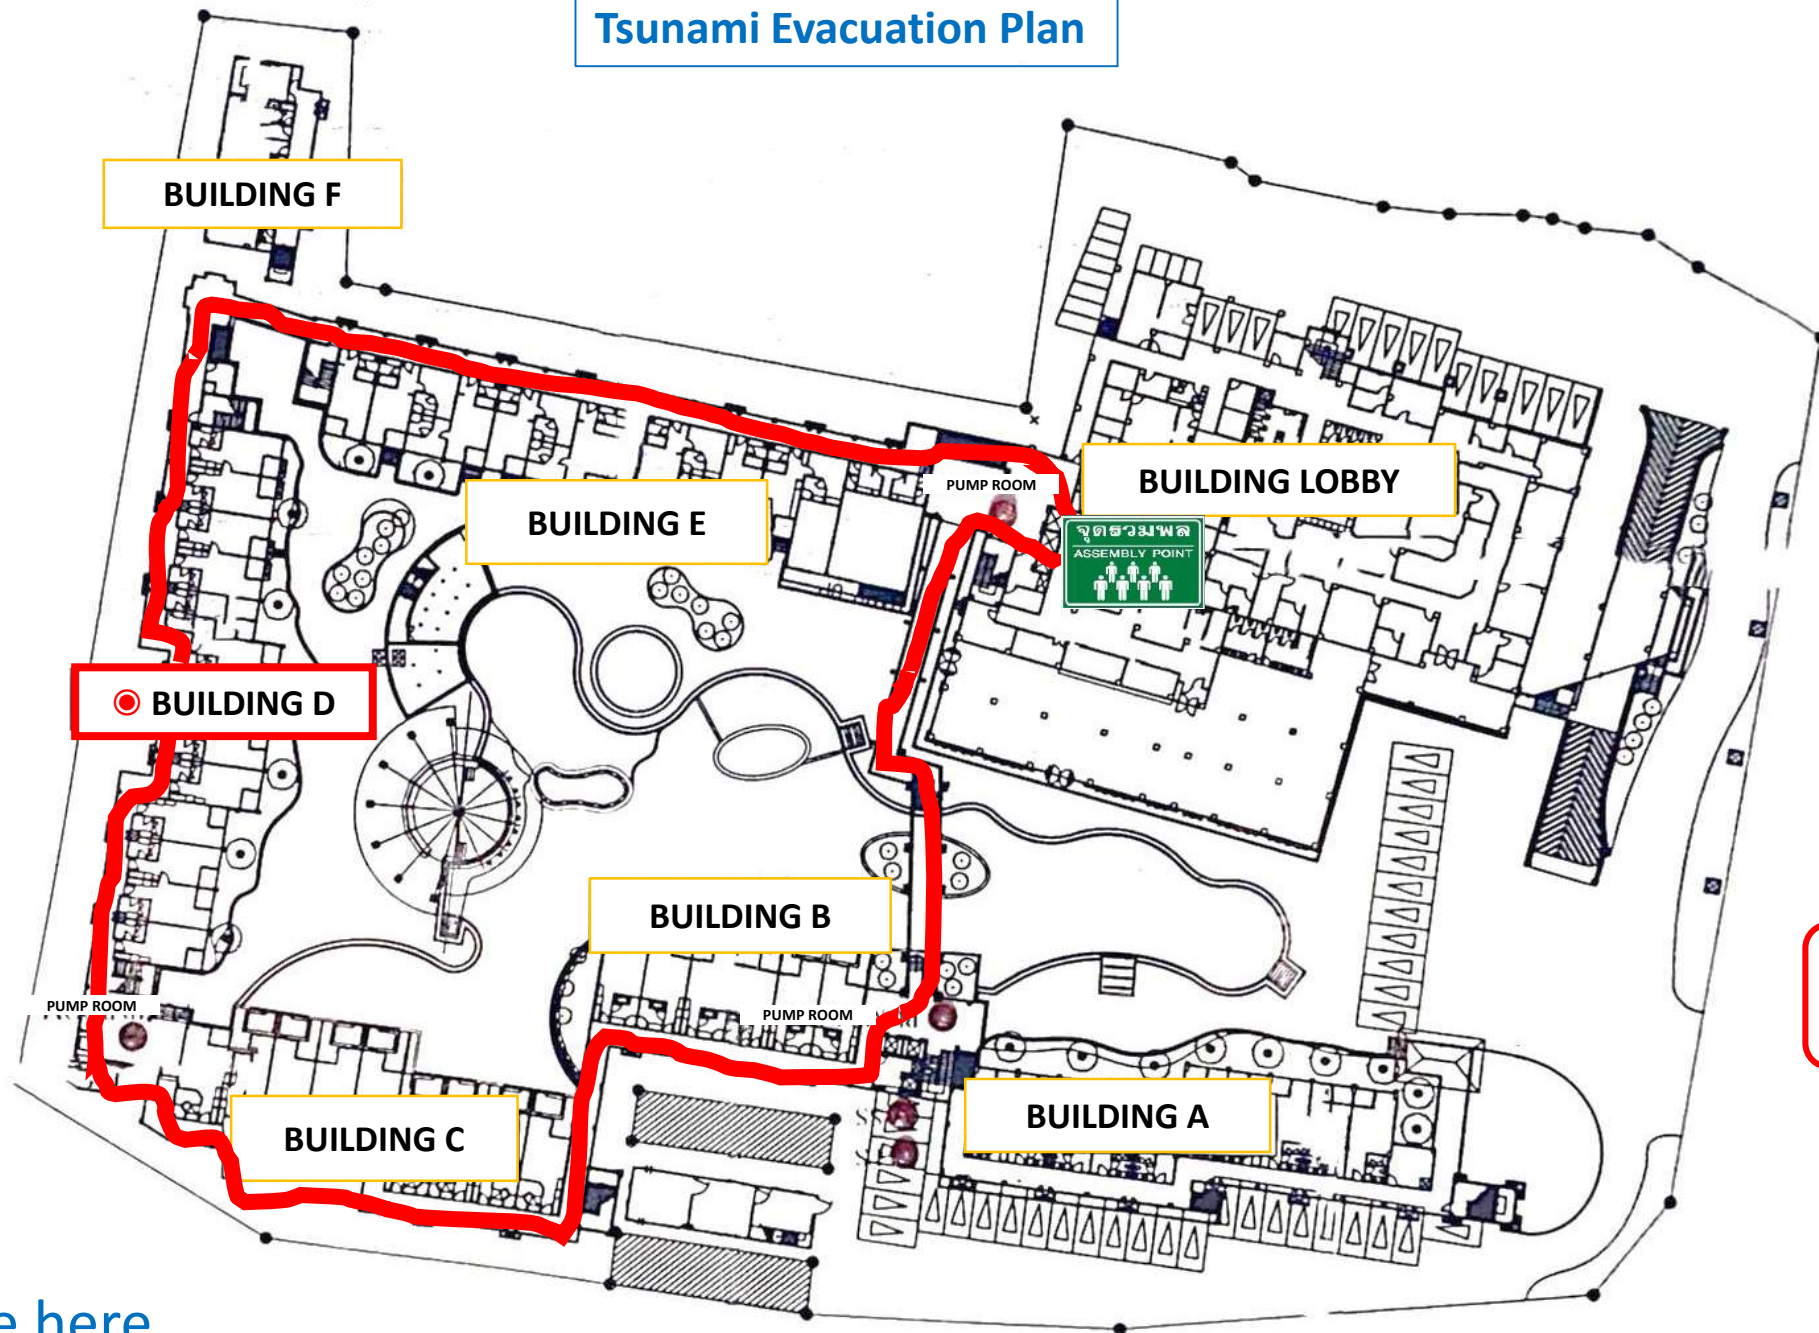 Tsunami Evacuation Plan
BUILDING F
BUILDING LOBBY
PUMP ROOM
BUILDING E
จุดรวมพล
ASSEMBLY POINT
BUILDING D
BUILDING B
PUMP ROOM
PUMP ROOM
BUILDING A
BUILDING C
e here